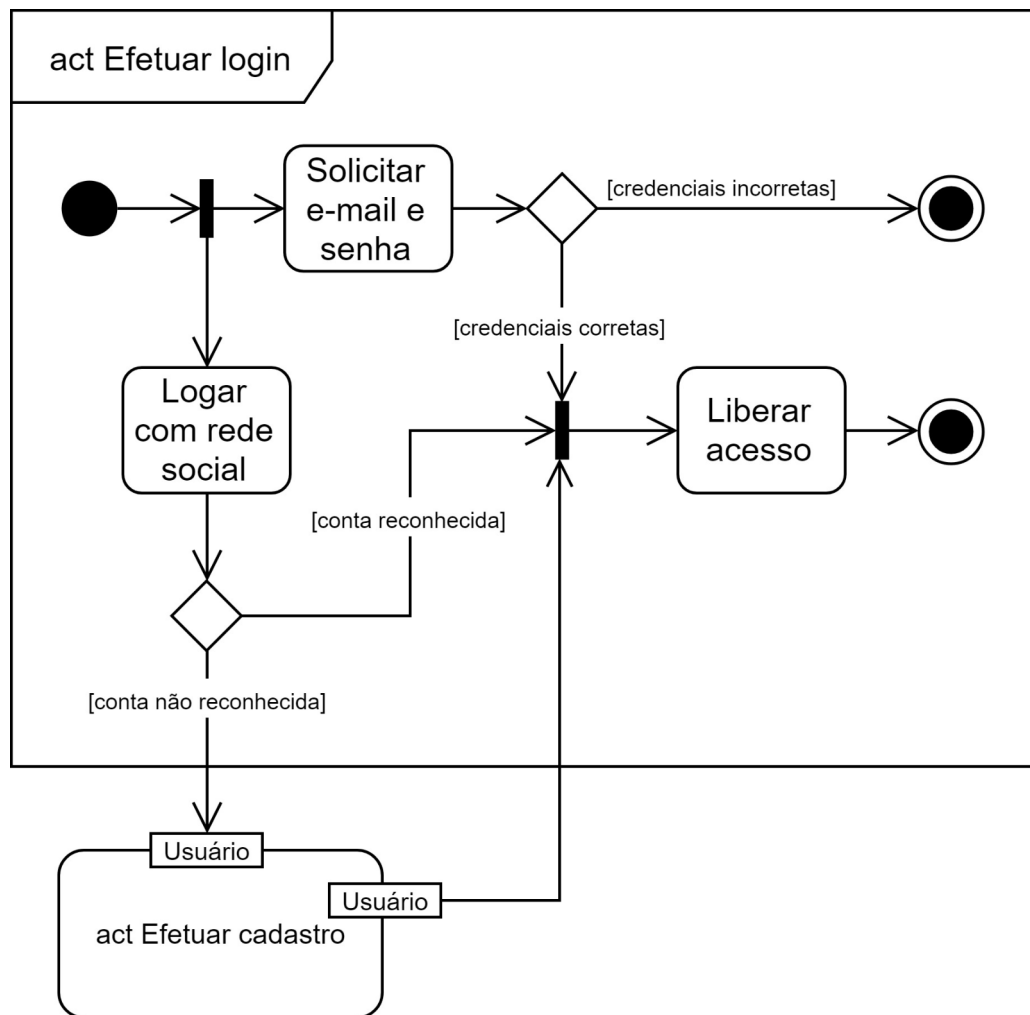 act Efetuar login
Solicitar
e-mail e
senha
[credenciais incorretas]
[credenciais corretas]
Logar
com rede
social
Liberar
acesso
[conta reconhecida]
[conta não reconhecida]
Usuário
Usuário
act Efetuar cadastro